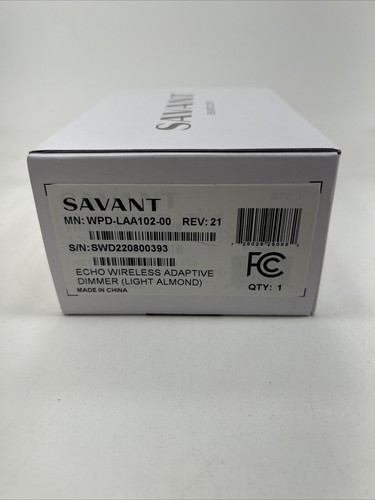 SAVANT
SAVANT
MN: WPD-LAA102-00 REV: 21
S/N: SWD220800393
ECHO WIRELESS ADAPTIVE
DIMMER (LIGHT ALMOND)
MADE IN CHINA
FC
QTY: 1